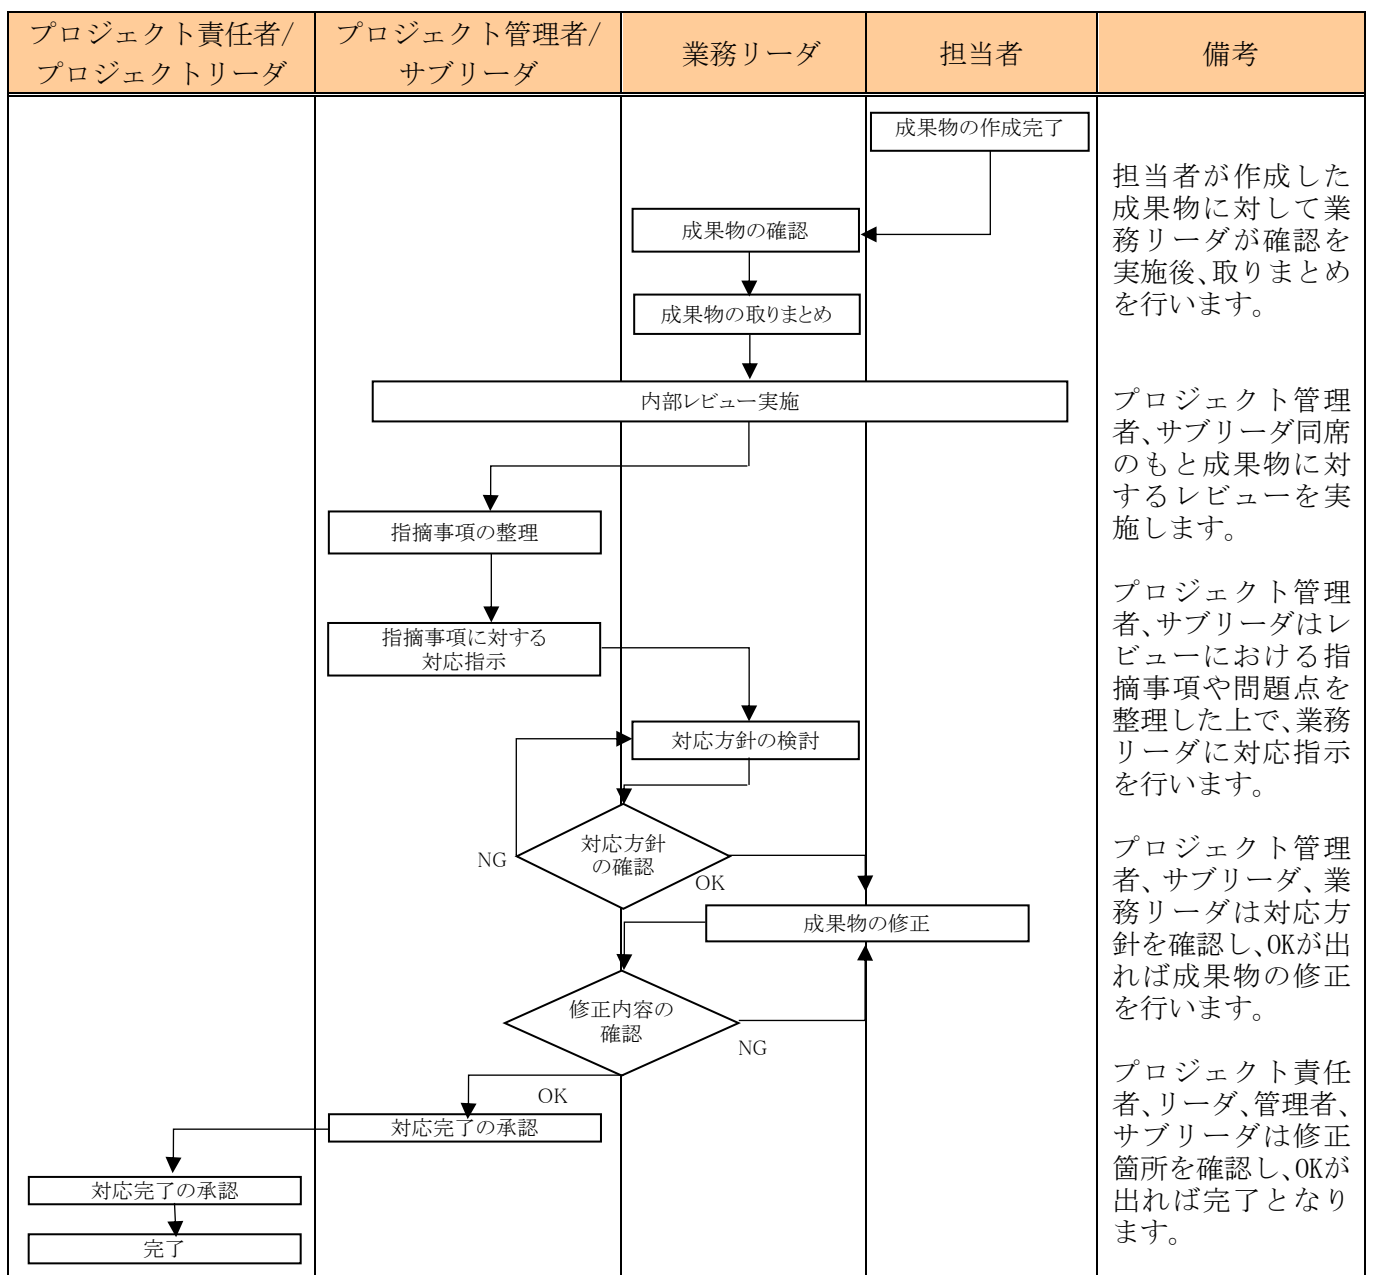 プロジェクト責任者/
プロジェクトリーダ
プロジェクト管理者/
サブリーダ
業務リーダ
担当者
備考
成果物の作成完了
成果物の確認
成果物の取りまとめ
内部レビュー実施
指摘事項の整理
指摘事項に対する
対応指示
対応方針の検討
対応方針
の確認
NG
OK
成果物の修正
修正内容の
確認
NG
OK
対応完了の承認
対応完了の承認
完了
担当者が作成した
成果物に対して業
務リーダが確認を
実施後、取りまとめ
を行います。
プロジェクト管理
者、サブリーダ同席
のもと成果物に対
するレビューを実
施します。
プロジェクト管理
者、サブリーダはレ
ビューにおける指
摘事項や問題点を
整理した上で、業務
リーダに対応指示
を行います。
プロジェクト管理
者、サブリーダ、業
務リーダは対応方
針を確認し、OKが出
れば成果物の修正
を行います。
プロジェクト責任
者、リーダ、管理者、
サブリーダは修正
箇所を確認し、OKが
出れば完了となり
ます。